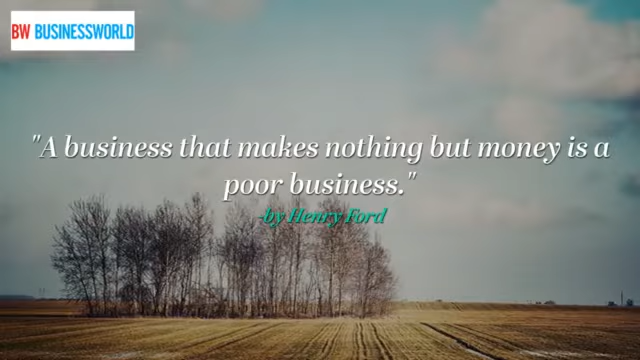 BW BUSINESSWORLD
"A business that makes nothing but money is a
poor business."
-by Henry Ford